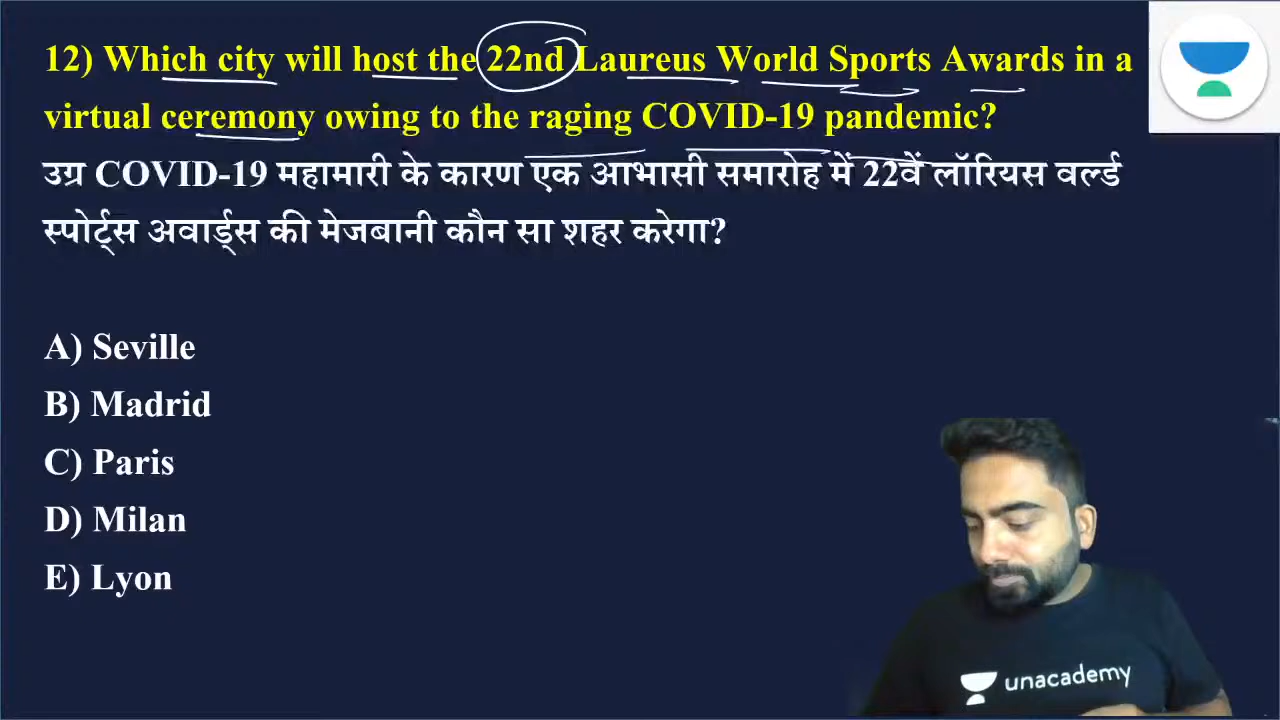 12) Which city will host the 22nd Laureus World Sports Awards in a
virtual ceremony owing to the raging COVID-19 pandemic?
उग्र COVID-19 महामारी के कारण एक आभासी समारोह में 22वें लॉरियस वर्ल्ड
स्पोर्ट्स अवार्ड्स की मेजबानी कौन सा शहर करेगा?
A) Seville
B) Madrid
C) Paris
D) Milan
E) Lyon
unacademy